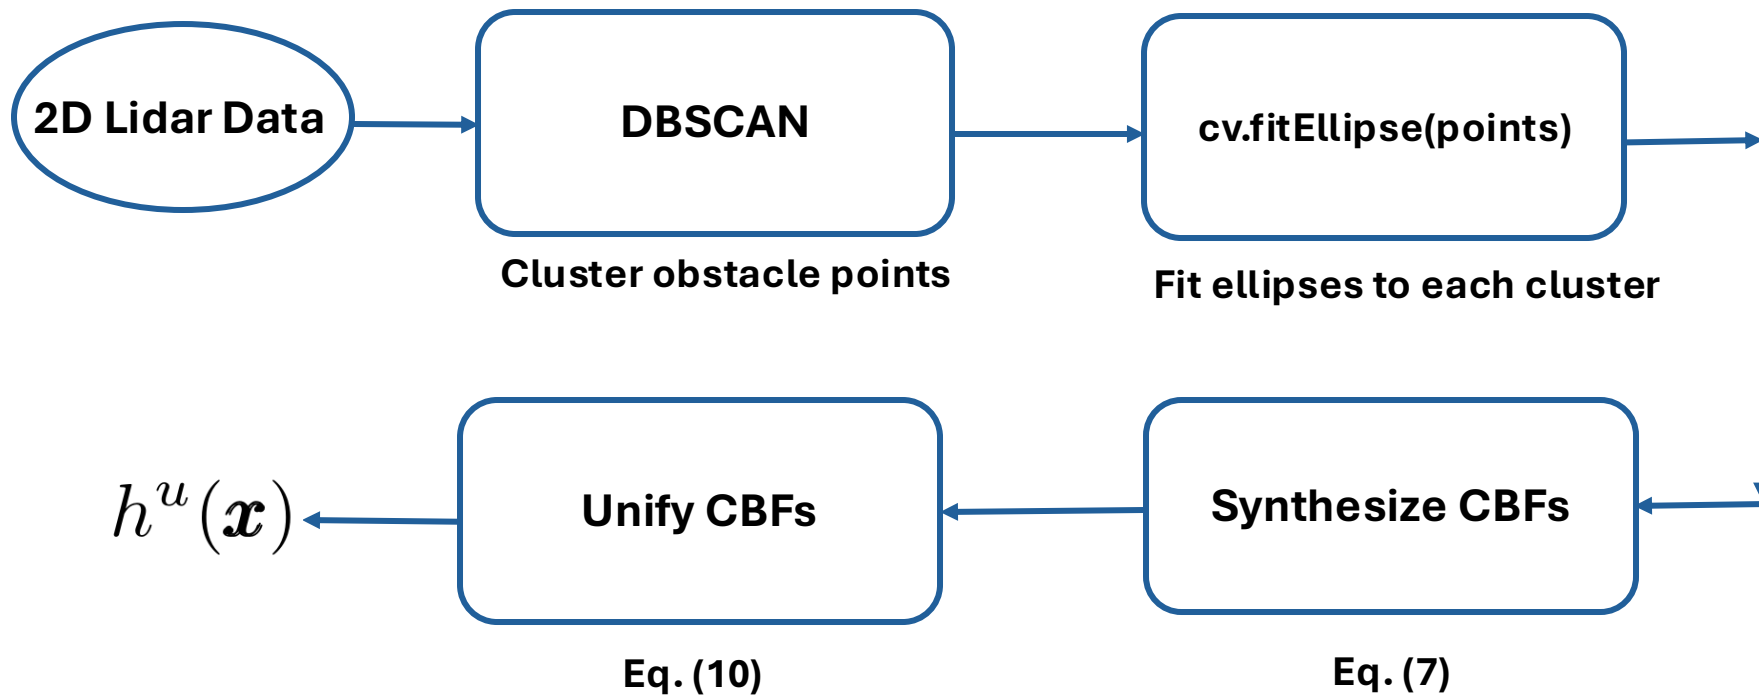 2D Lidar Data
DBSCAN
cv.fitEllipse(points)
Cluster obstacle points
Fit ellipses to each cluster
h^u(x)
Unify CBFs
Synthesize CBFs
Eq. (10)
Eq. (7)